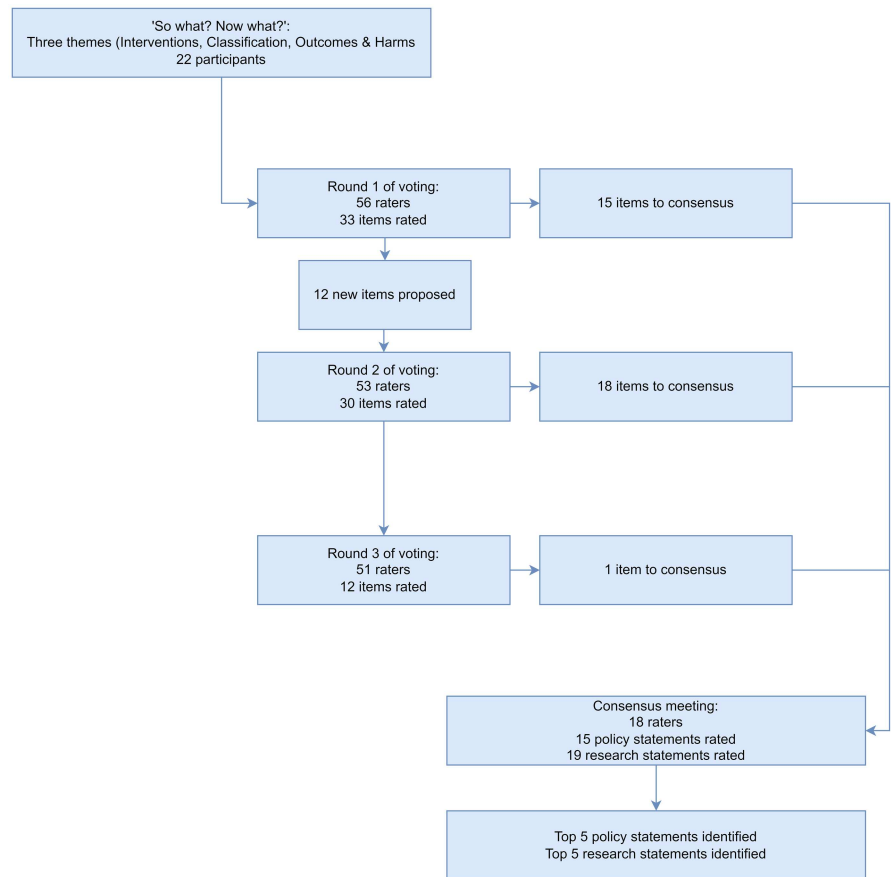 'So what? Now what?':
Three themes (Interventions, Classification, Outcomes & Harms
22 participants
Round 1 of voting:
56 raters
33 items rated
15 items to consensus
12 new items proposed
Round 2 of voting:
53 raters
30 items rated
18 items to consensus
Round 3 of voting:
51 raters
12 items rated
1 item to consensus
Consensus meeting:
18 raters
15 policy statements rated
19 research statements rated
Top 5 policy statements identified
Top 5 research statements identified